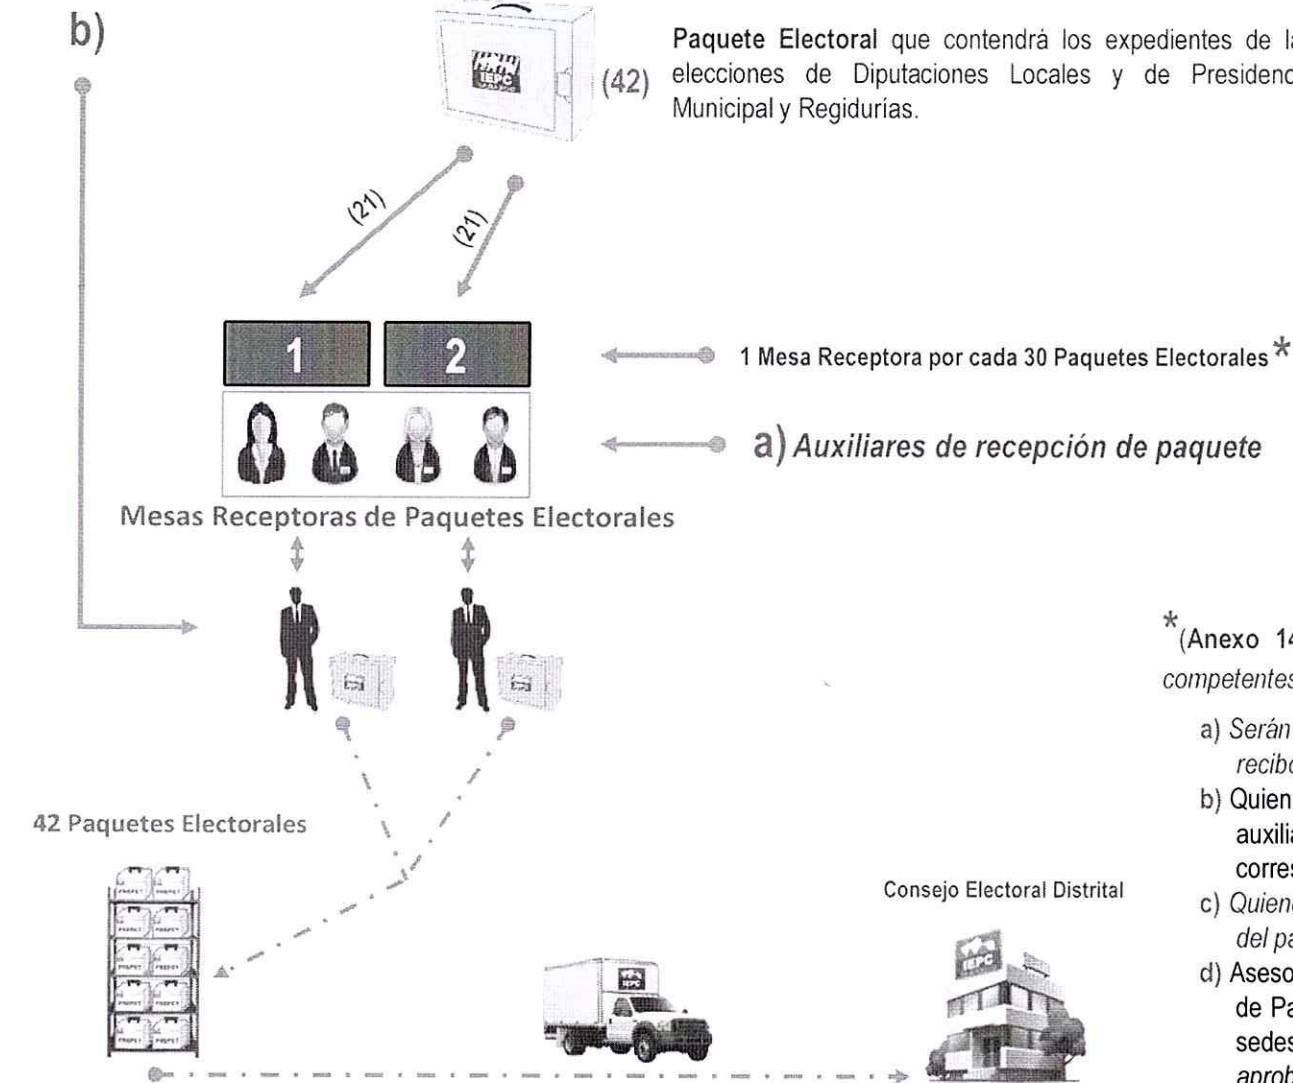 b)
IEPC
(42)
Paquete Electoral que contendrá los expedientes de la
elecciones de Diputaciones Locales y de Presidenc
Municipal y Regidurías.
(21)
(21)
1
2
1 Mesa Receptora por cada 30 Paquetes Electorales*
a) Auxiliares de recepción de paquete
Mesas Receptoras de Paquetes Electorales
*(Anexo 14
competentes
a) Serán
recibo
b) Quien
auxilia
corres
c) Quien
del pa
d) Aseso
de Pa
sedes
aprob
42 Paquetes Electorales
Consejo Electoral Distrital
IEPC
IEPC